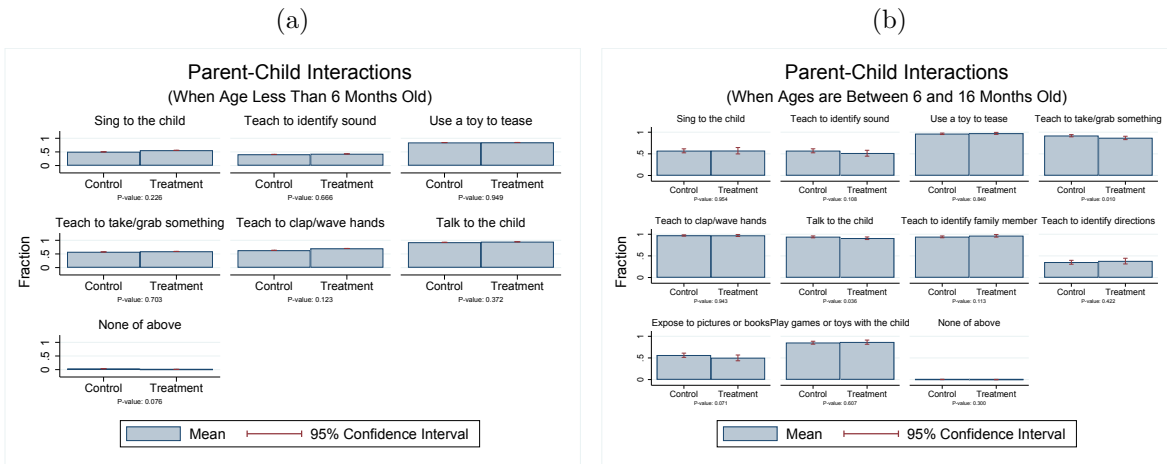 (a)
Parent-Child Interactions
(When Age Less Than 6 Months Old)
Fraction
Sing to the child
0 .5 1
Control Treatment
P-value: 0.226
Teach to identify sound
Control Treatment
P-value: 0.666
Use a toy to tease
Control Treatment
P-value: 0.949
Teach to take/grab something
0 .5 1
Control Treatment
P-value: 0.703
Teach to clap/wave hands
Control Treatment
P-value: 0.123
Talk to the child
Control Treatment
P-value: 0.372
None of above
0 .5 1
Control Treatment
P-value: 0.076
Mean 95% Confidence Interval
(b)
Parent-Child Interactions
(When Ages are Between 6 and 16 Months Old)
Fraction
Sing to the child
0 .5 1
Control Treatment
P-value: 0.954
Teach to identify sound
Control Treatment
P-value: 0.108
Use a toy to tease
Control Treatment
P-value: 0.840
Teach to take/grab something
Control Treatment
P-value: 0.010
Teach to clap/wave hands
0 .5 1
Control Treatment
P-value: 0.943
Talk to the child
Control Treatment
P-value: 0.036
Teach to identify family member
Control Treatment
P-value: 0.113
Teach to identify directions
Control Treatment
P-value: 0.422
Expose to pictures or books
0 .5 1
Control Treatment
P-value: 0.071
Play games or toys with the child
Control Treatment
P-value: 0.607
None of above
Control Treatment
P-value: 0.300
Mean 95% Confidence Interval